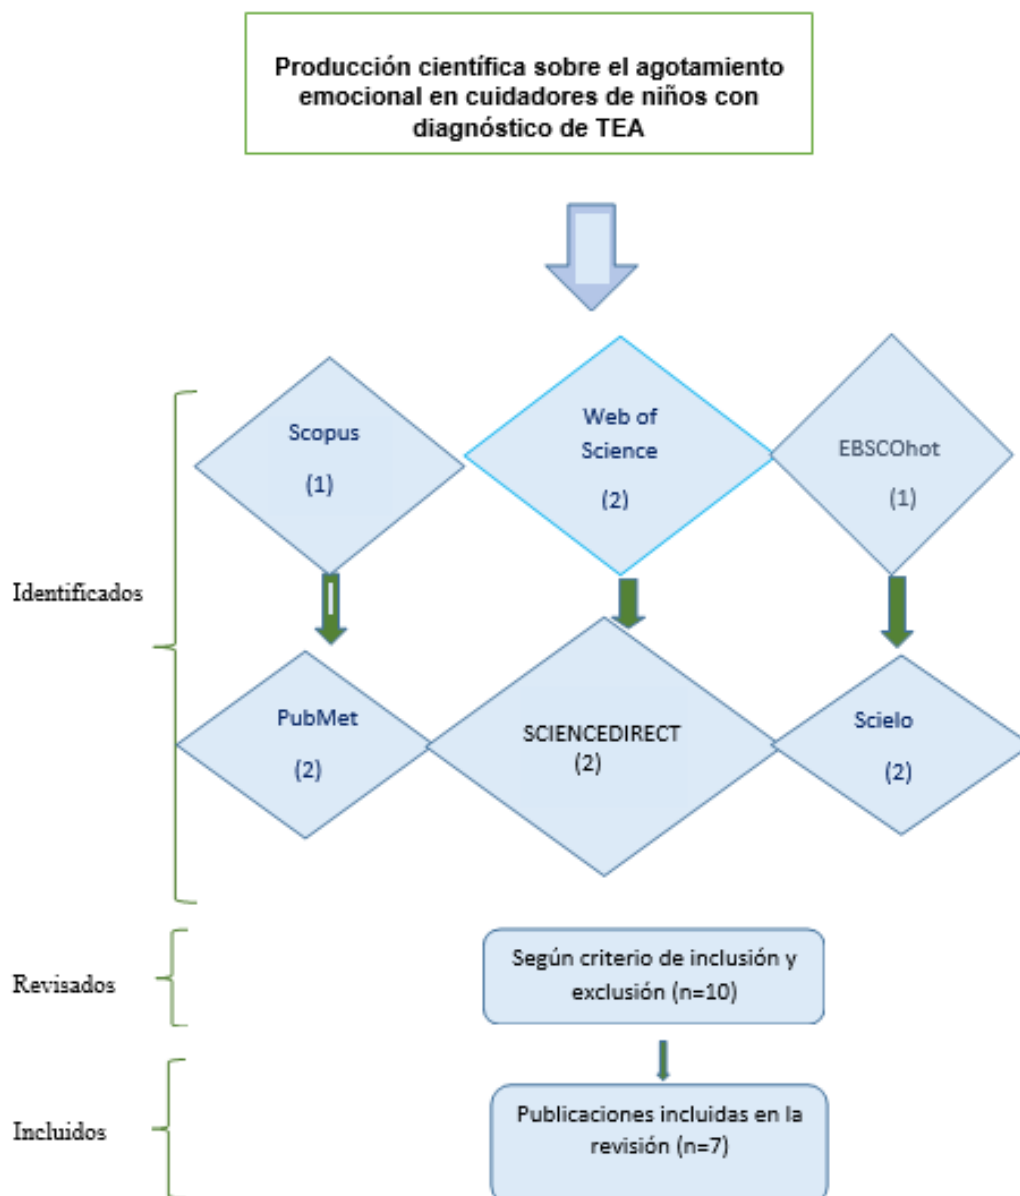 Producción científica sobre el agotamiento
emocional en cuidadores de niños con
diagnóstico de TEA
Scopus
(1)
Web of
Science
(2)
EBSCOhot
(1)
Identificados
PubMet
(2)
SCIENCEDIRECT
(2)
Scielo
(2)
Revisados
Según criterio de inclusión y
exclusión (n=10)
Incluidos
Publicaciones incluidas en la
revisión (n=7)